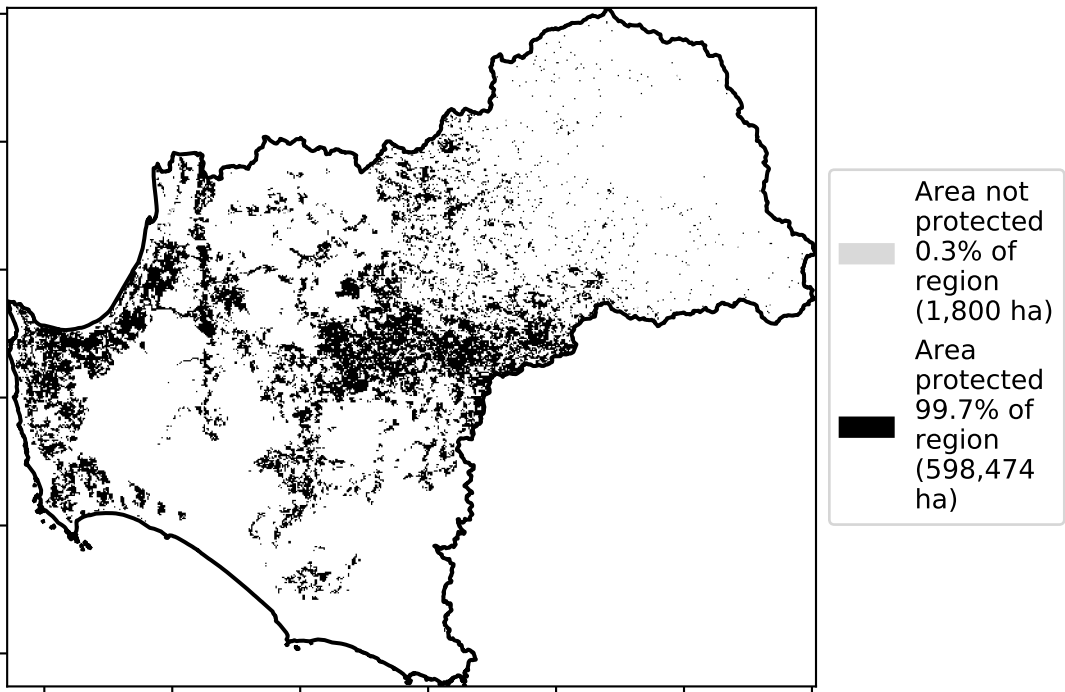 Area not
protected
0.3% of
region
(1,800 ha)
Area
protected
99.7% of
region
(598,474
ha)